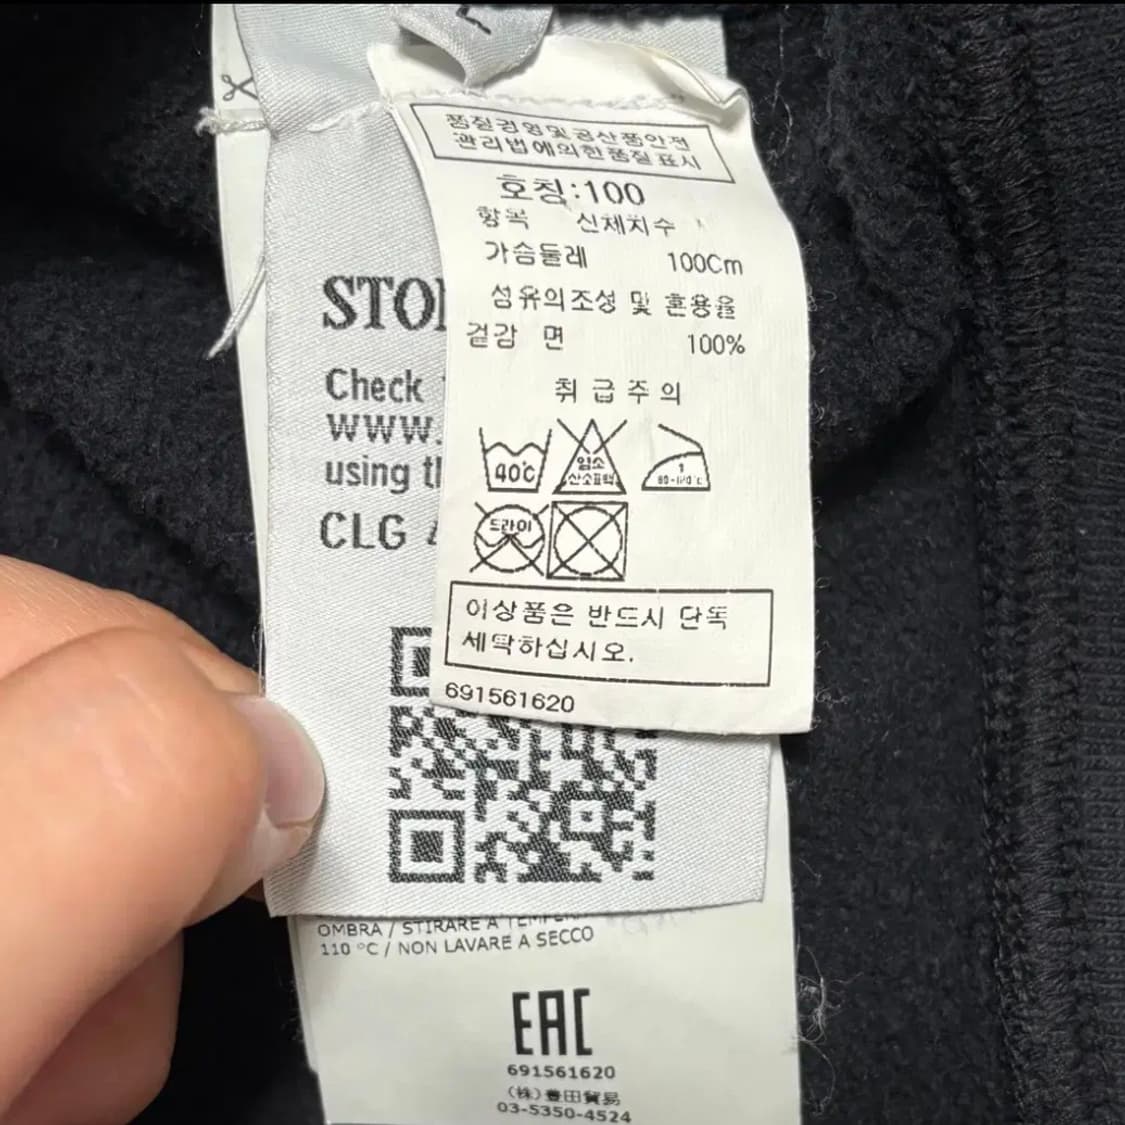 품질경영및공산품안전
관리법에의한품질표시
호칭:100
항목 신체치수
가슴둘레 100Cm
섬유의조성 및 혼용율
겉감 면 100%
취급주의
40℃
염소
산소표백
1
80-120℃
드라이
이상품은 반드시 단독
세탁하십시오.
691561620
STO
Check
www.
using
CLG
OMBRA / STIRARE A
110 °C / NON LAVARE A SECCO
EAC
691561620
(株)豊田貿易
03-5350-4524